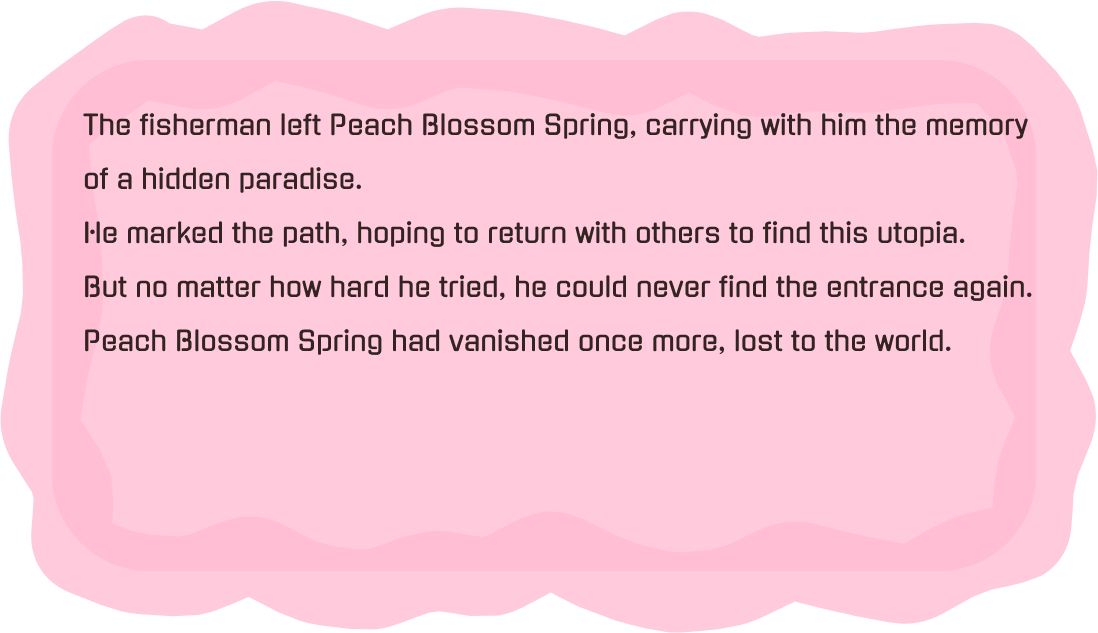 The fisherman left Peach Blossom Spring, carrying with him the memory
of a hidden paradise.
He marked the path, hoping to return with others to find this utopia.
But no matter how hard he tried, he could never find the entrance again.
Peach Blossom Spring had vanished once more, lost to the world.